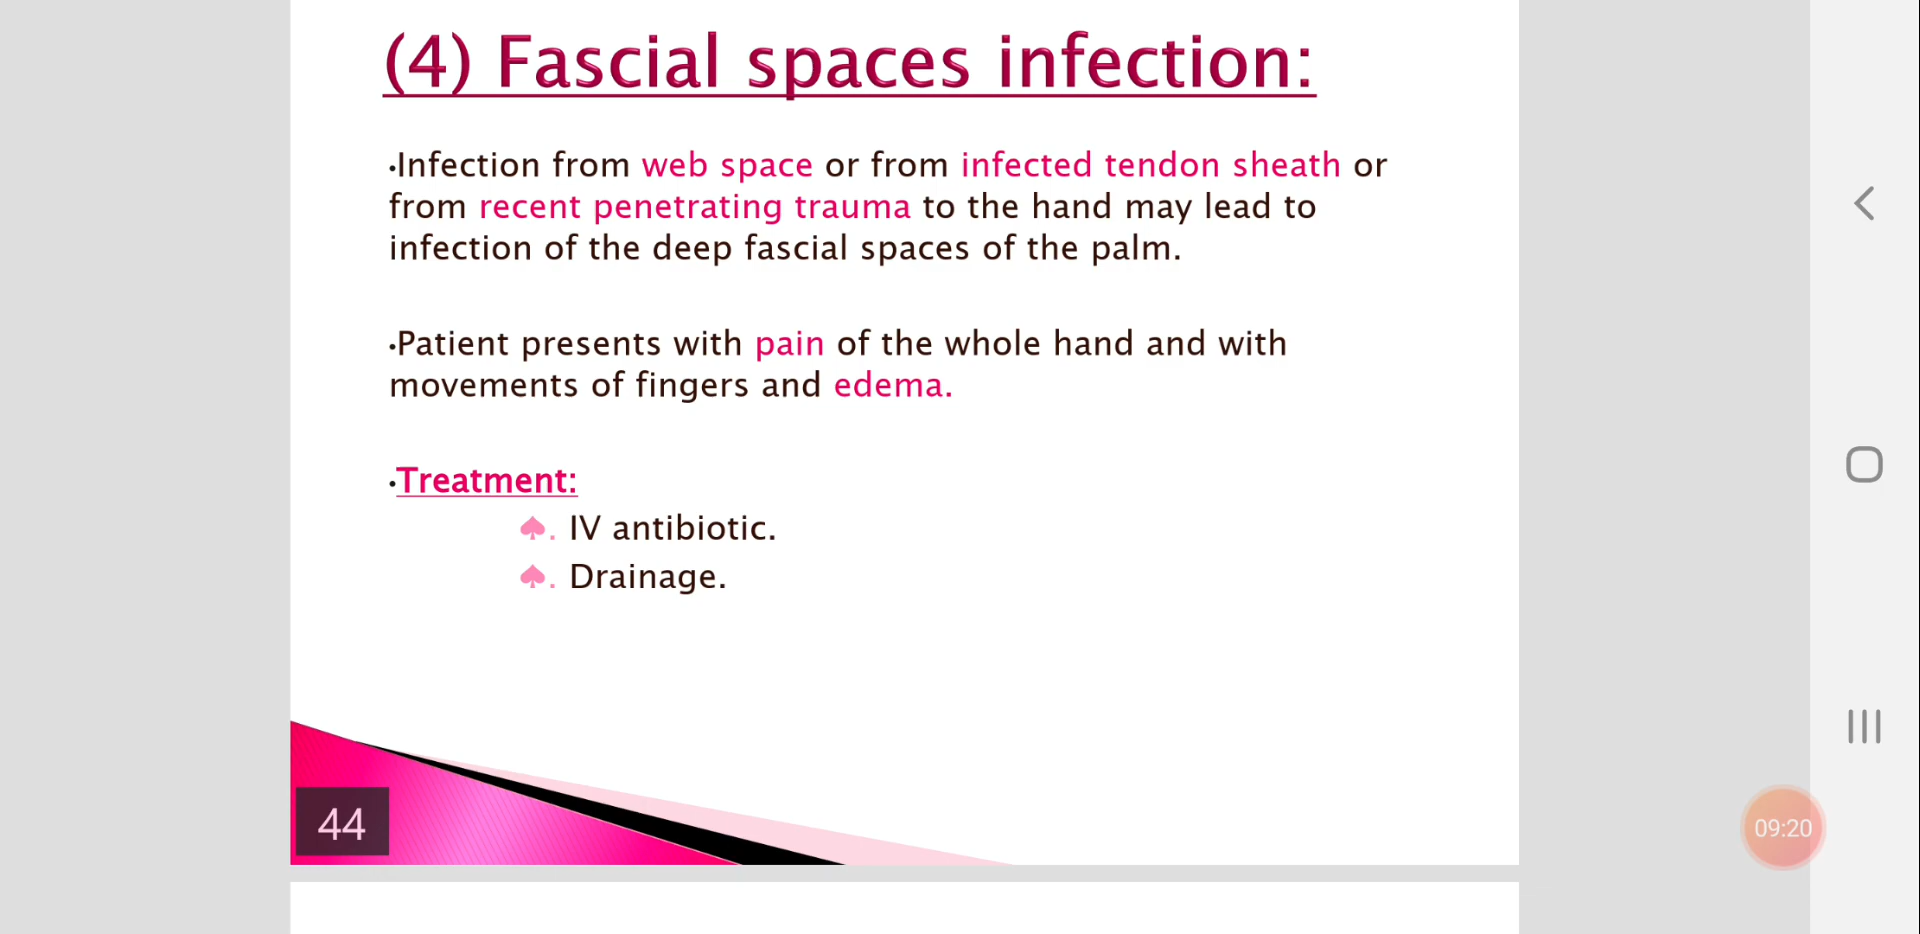 (4) Fascial spaces infection:
•Infection from web space or from infected tendon sheath or
from recent penetrating trauma to the hand may lead to
infection of the deep fascial spaces of the palm.
•Patient presents with pain of the whole hand and with
movements of fingers and edema.
•Treatment:
♠. IV antibiotic.
♠. Drainage.
44
09:20